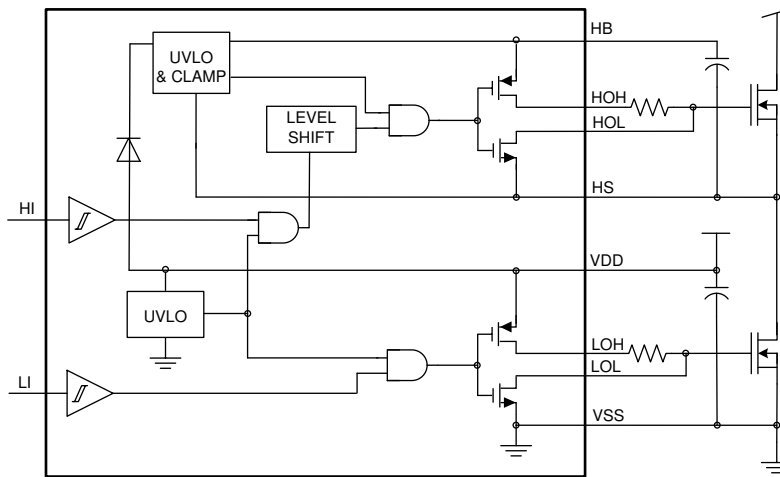 HB
UVLO
& CLAMP
HOH
LEVEL
SHIFT
HOL
HS
HI
VDD
UVLO
LOH
LOL
LI
VSS